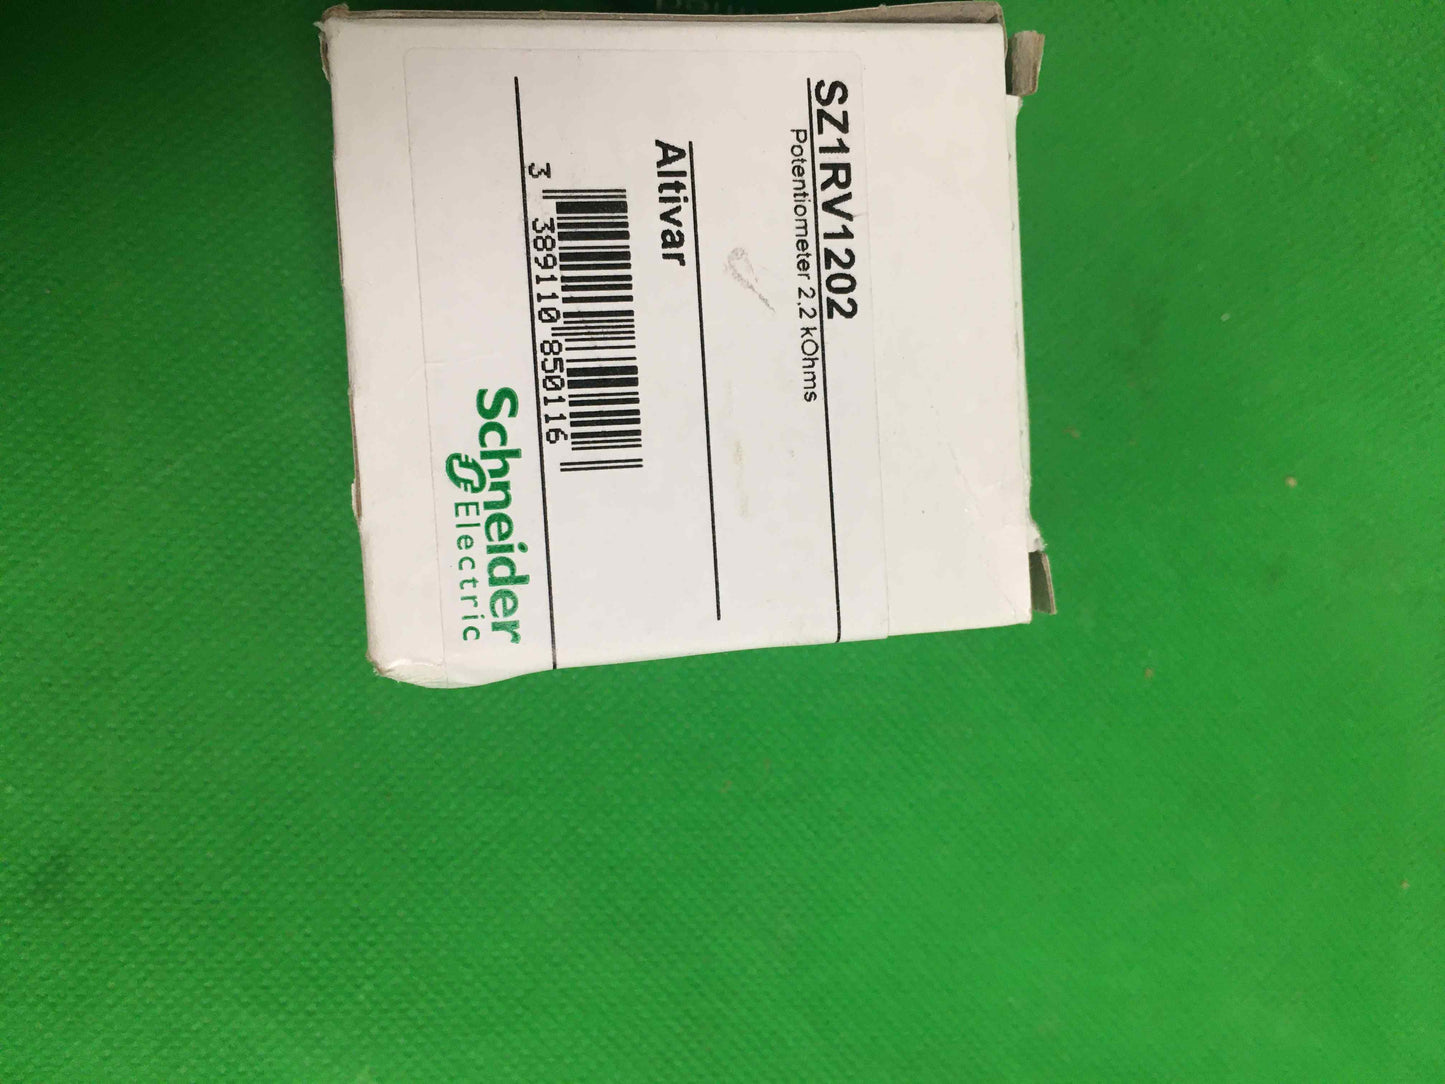 SZ1RV1202
Potentiometer 2,2 kOhms
Altivar
3 389110 850116
Schneider
Electric